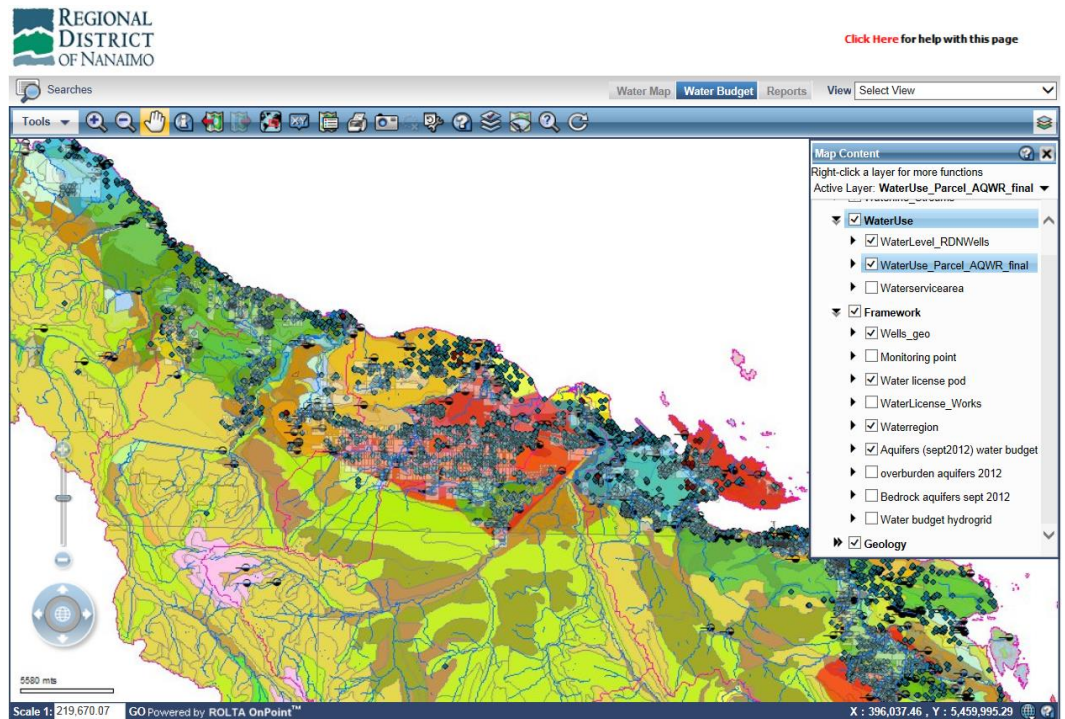 REGIONAL
DISTRICT
OF NANAIMO
Click Here for help with this page
Searches
Water Map Water Budget Reports View Select View
Tools
Map Content
Right-click a layer for more functions
Active Layer: WaterUse_Parcel_AQWR_final
WaterUse
WaterLevel_RDNWells
WaterUse_Parcel_AQWR_final
Waterservicearea
Framework
Wells_geo
Monitoring point
Water license pod
WaterLicense_Works
Waterregion
Aquifers (sept2012) water budget
overburden aquifers 2012
Bedrock aquifers sept 2012
Water budget hydrogrid
Geology
5580 mts
Scale 1: 219,670.07 GO Powered by ROLTA OnPoint™ X : 396,037.46 , Y : 5,459,995.29